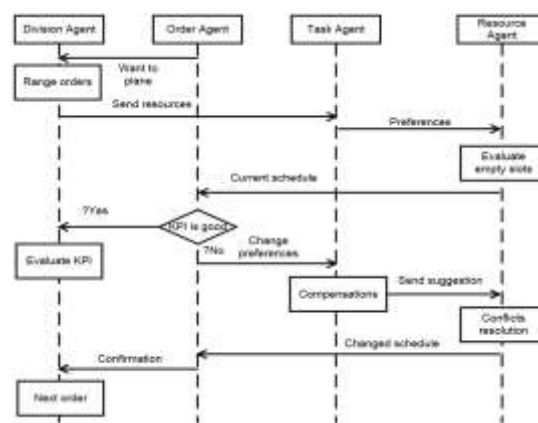 Division Agent
Order Agent
Task Agent
Resource
Agent
Want to
plane
Range orders
Send resources
Preferences
Evaluate
empty slots
Current schedule
?Yes
KPI is good
?No
Change
preferences
Evaluate KPI
Compensations
Send suggestion
Conflicts
resolution
Changed schedule
Confirmation
Next order